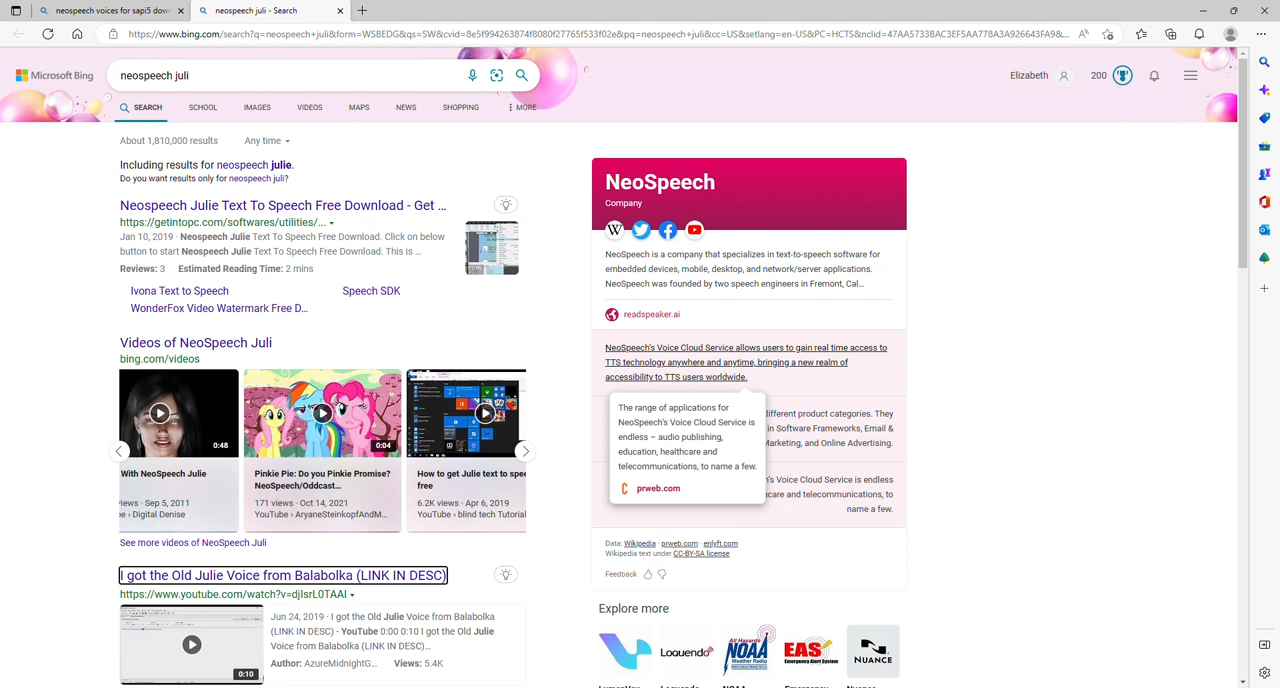 neospeech voices for sapi5 dow
neospeech juli - Search
https://www.bing.com/search?q=neospeech+juli&form=WSBEDG&qs=SW&cvid=8e5f994263874f8080f27765f533f02e&pq=neospeech+juli&cc=US&setlang=en-US&PC=HCTS&nclid=47AA5733BAC3EF5AA778A3A926643FA9&...
Microsoft Bing
neospeech juli
Elizabeth
200
SEARCH
SCHOOL
IMAGES
VIDEOS
MAPS
NEWS
SHOPPING
MORE
About 1,810,000 results
Any time
Including results for neospeech julie.
Do you want results only for neospeech juli?
Neospeech Julie Text To Speech Free Download - Get ...
https://getintopc.com/softwares/utilities/...
Jan 10, 2019 · Neospeech Julie Text To Speech Free Download. Click on below
button to start Neospeech Julie Text To Speech Free Download. This is ...
Reviews: 3 Estimated Reading Time: 2 mins
Ivona Text to Speech
Speech SDK
WonderFox Video Watermark Free D...
Videos of NeoSpeech Juli
bing.com/videos
0:48
0:04
With NeoSpeech Julie
iews · Sep 5, 2011
e › Digital Denise
Pinkie Pie: Do you Pinkie Promise?
NeoSpeech/Oddcast...
171 views · Oct 14, 2021
YouTube › AryaneSteinkopfAndM...
How to get Juli text to spee
free
6.2K views · Apr 6, 2019
YouTube › blind tech Tutorial
See more videos of NeoSpeech Juli
I got the Old Julie Voice from Balabolka (LINK IN DESC)
https://www.youtube.com/watch?v=djIsrL0TAAI
0:10
Jun 24, 2019 · I got the Old Julie Voice from Balabolka
(LINK IN DESC) - YouTube 0:00 0:10 I got the Old Julie
Voice from Balabolka (LINK IN DESC)...
Author: AzureMidnightG... Views: 5.4K
NeoSpeech
Company
W
NeoSpeech is a company that specializes in text-to-speech software for
embedded devices, mobile, desktop, and network/server applications.
NeoSpeech was founded by two speech engineers in Fremont, Cal...
readspeaker.ai
NeoSpeech's Voice Cloud Service allows users to gain real time access to
TTS technology anywhere and anytime, bringing a new realm of
accessibility to TTS users worldwide.
The range of applications for
NeoSpeech's Voice Cloud Service is
endless – audio publishing,
education, healthcare and
telecommunications, to name a few.
prweb.com
different product categories. They
in Software Frameworks, Email &
Marketing, and Online Advertising.
's Voice Cloud Service is endless
hcare and telecommunications, to
name a few.
Data: Wikipedia · prweb.com · enlyft.com
Wikipedia text under CC-BY-SA license
Feedback
Explore more
Loquendo
All Hazards
NOAA
Weather Radio
EAS
Emergency Alert System
NUANCE